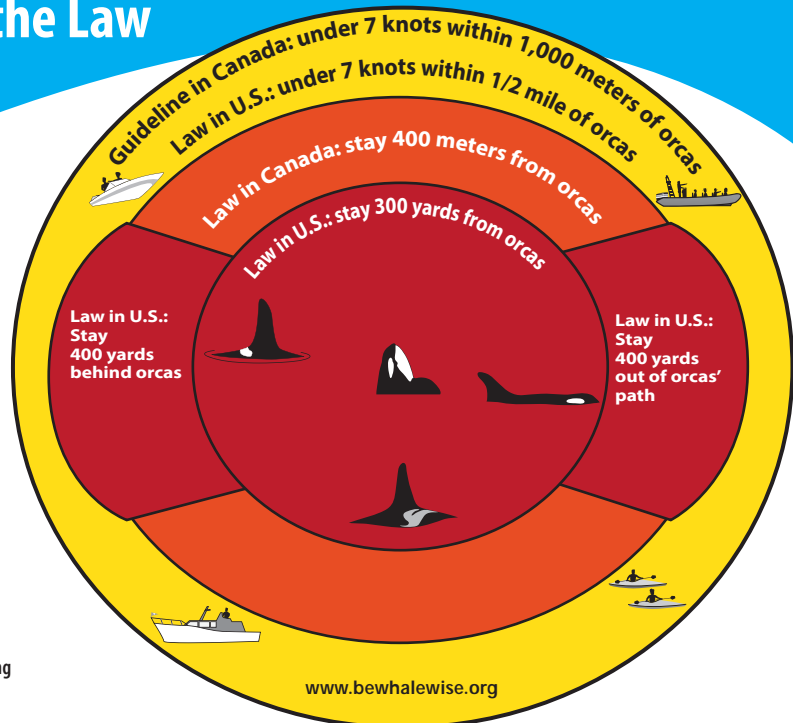 the Law
Guideline in Canada: under 7 knots within 1,000 meters of orcas
Law in U.S.: under 7 knots within 1/2 mile of orcas
Law in Canada: stay 400 meters from orcas
Law in U.S.: stay 300 yards from orcas
Law in U.S.:
Stay
400 yards
behind orcas
Law in U.S.:
Stay
400 yards
out of orcas'
path
www.bewhalewise.org